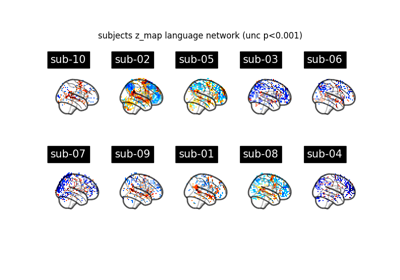 subjects z_map language network (unc p<0.001)
sub-10 sub-02 sub-05 sub-03 sub-06
sub-07 sub-09 sub-01 sub-08 sub-04